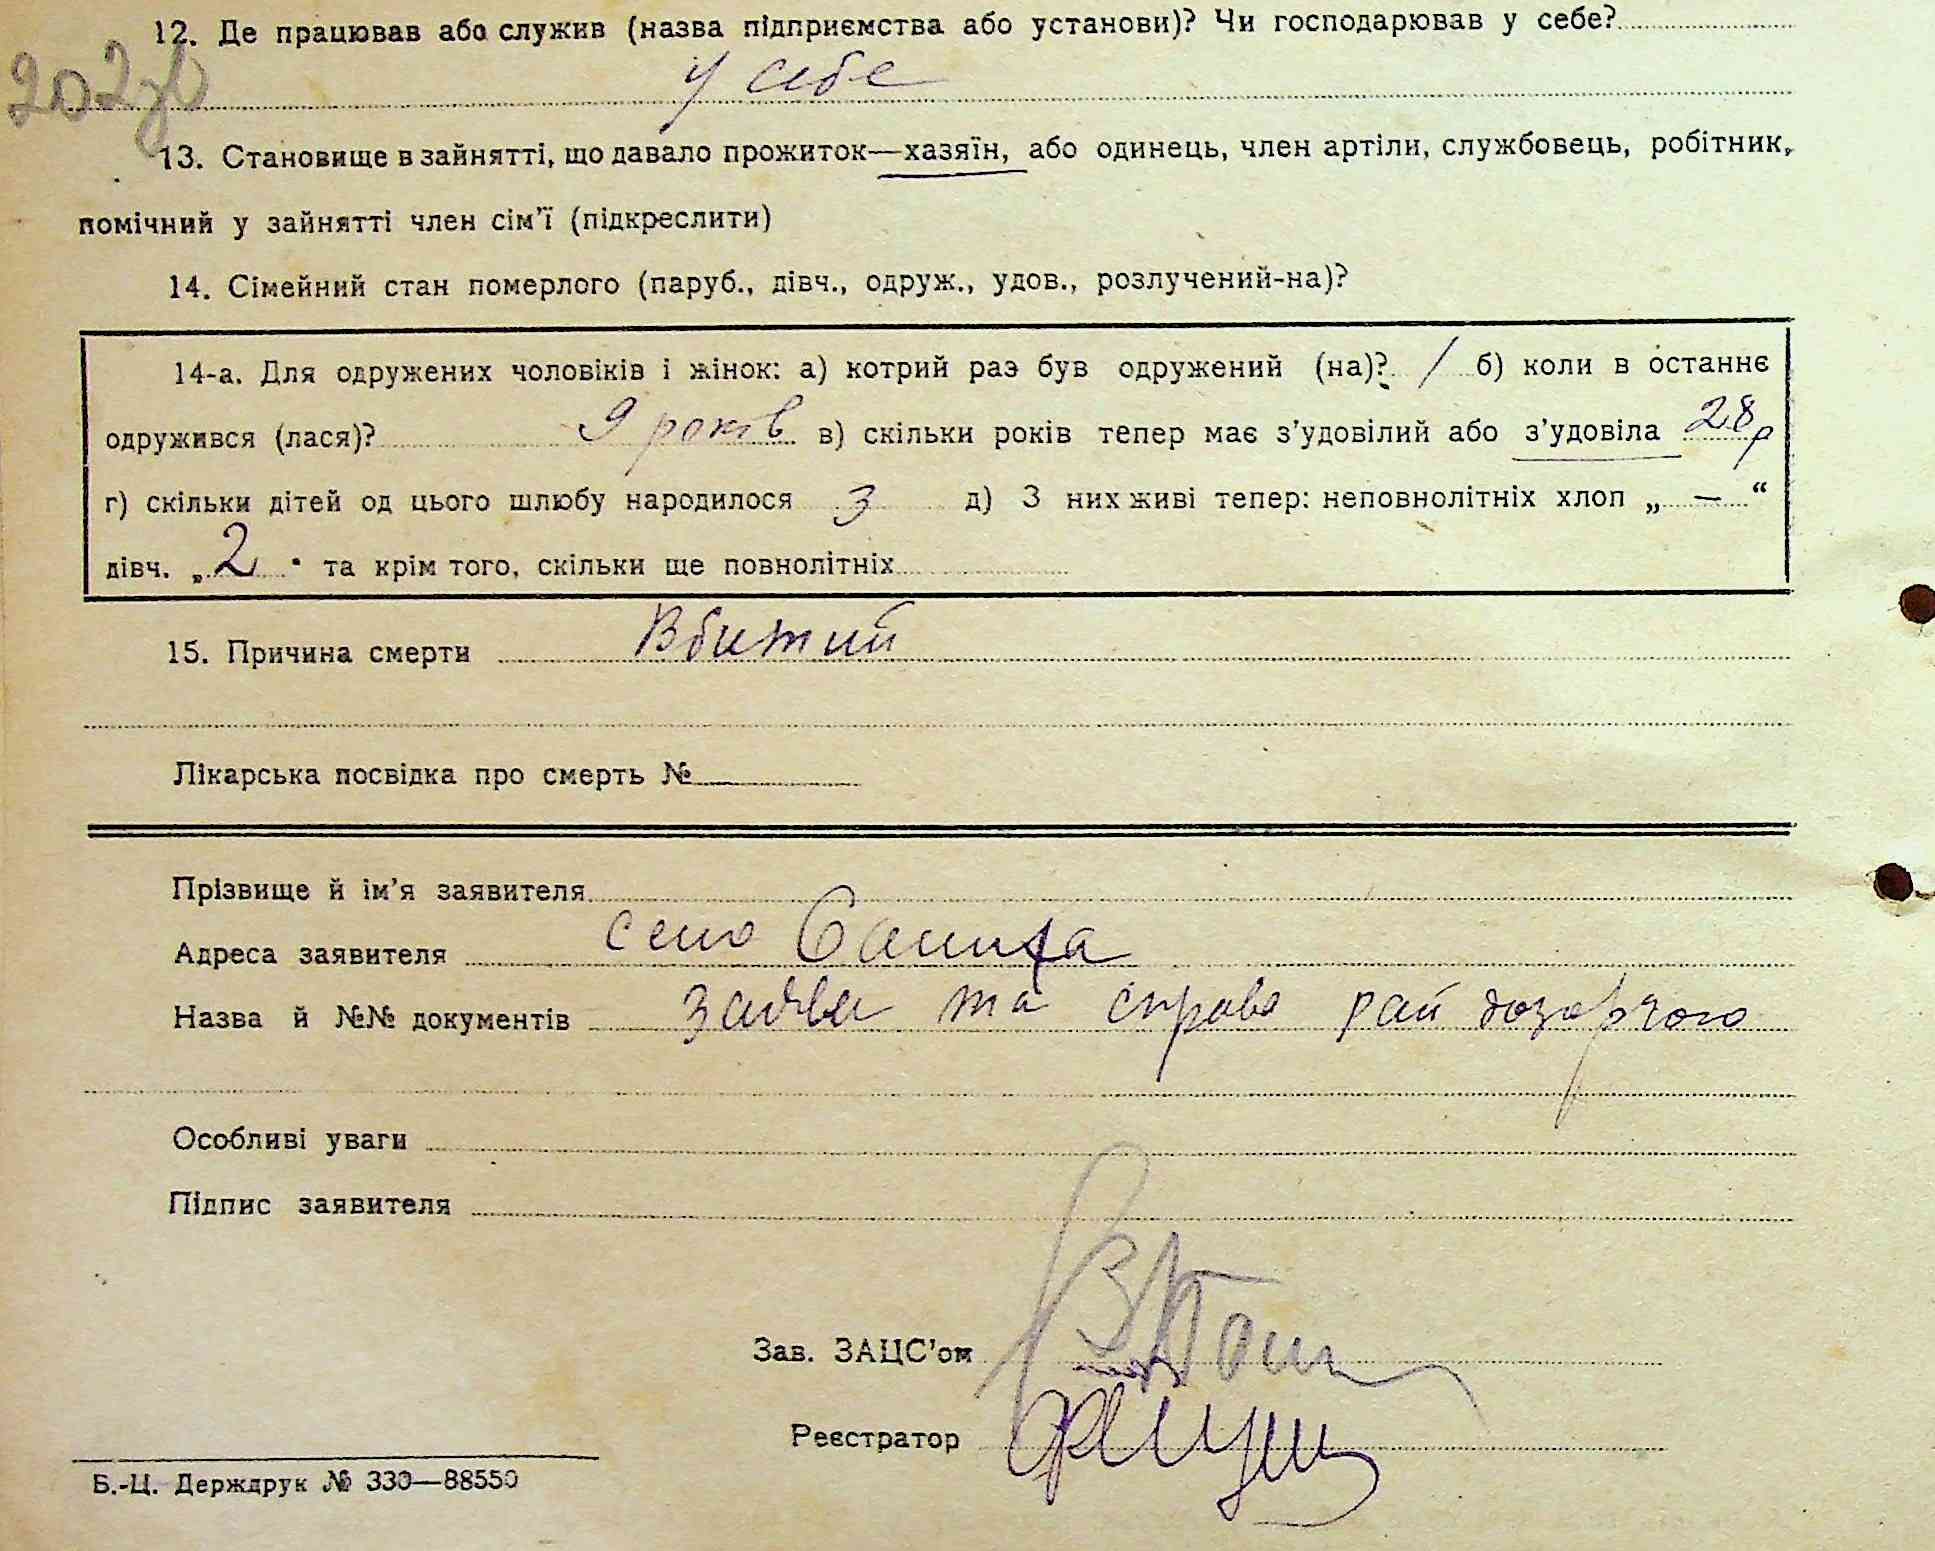 12. Де працював або служив (назва підприємства або установи)? Чи господарював у себе?
202
у себе
13. Становище в зайнятті, що давало прожиток—хазяїн, або одинець, член артіли, службовець, робітник,
помічний у зайнятті член сім'ї (підкреслити)
14. Сімейний стан померлого (паруб., дівч., одруж., удов., розлучений-на)?
14-а. Для одружених чоловіків і жінок: а) котрий раз був одружений (на)? / б) коли в останнє
одружився (лася)? 9 років в) скільки років тепер має з'удовілий або з'удовіла 28 р
г) скільки дітей од цього шлюбу народилося 3 д) З них живі тепер: неповнолітніх хлоп „ — “
дівч. „ 2 " та крім того, скільки ще повнолітніх
15. Причина смерти Вбитий
Лікарська посвідка про смерть №
Прізвище й ім'я заявителя
Адреса заявителя село
Назва й №№ документів заява та справа рай
Особливі уваги
Підпис заявителя
Зав. ЗАЦС'ом
Реєстратор
Б.-Ц. Держдрук № 330—88550